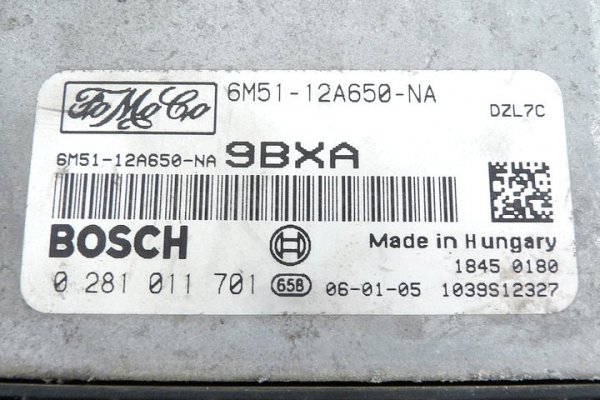 FoMoCo 6M51-12A650-NA
DZL7C
6M51-12A650-NA 9BXA
BOSCH Made in Hungary
1845 0180
0 281 011 701 658 06-01-05 1039S12327